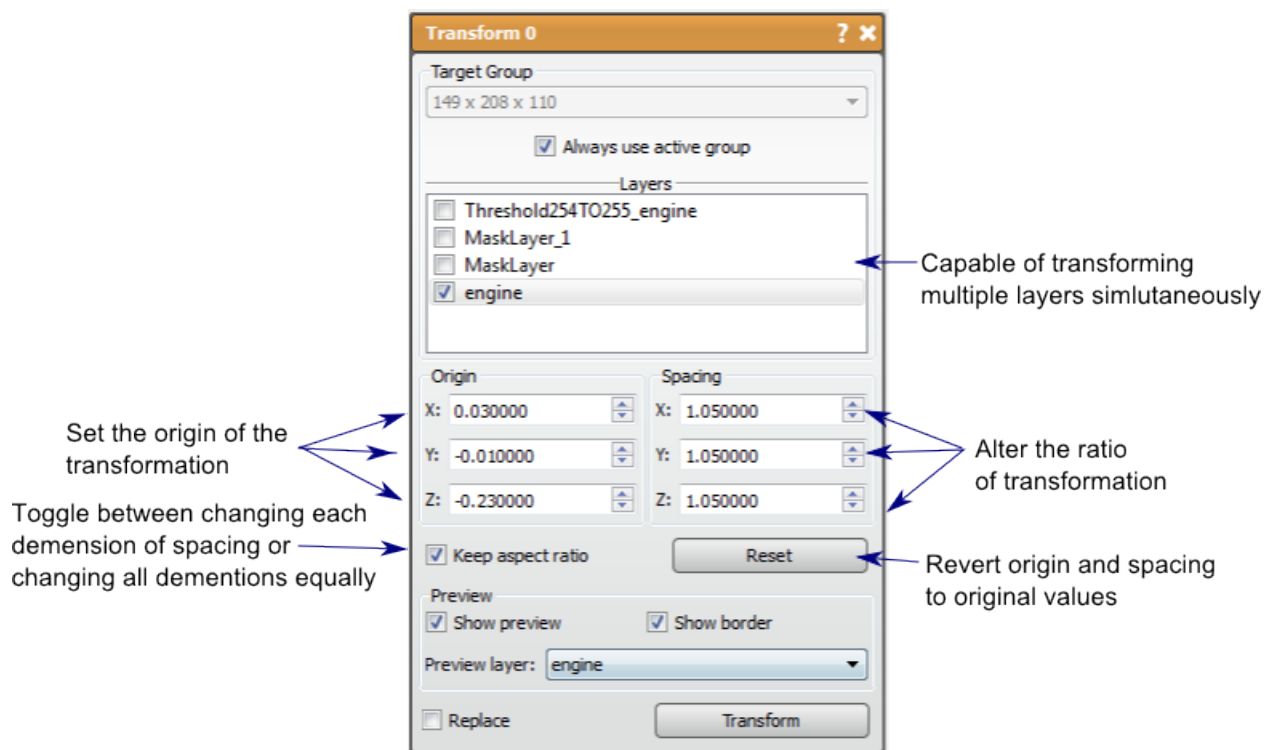 Transform 0
?
Target Group
149 x 208 x 110
Always use active group
Layers
Threshold254TO255_engine
MaskLayer_1
MaskLayer
engine
Capable of transforming
multiple layers simlutaneously
Origin
Spacing
X: 0.030000
X: 1.050000
Y: -0.010000
Y: 1.050000
Z: -0.230000
Z: 1.050000
Set the origin of the
transformation
Alter the ratio
of transformation
Toggle between changing each
demension of spacing or
changing all dementions equally
Keep aspect ratio
Reset
Revert origin and spacing
to original values
Preview
Show preview
Show border
Preview layer: engine
Replace
Transform